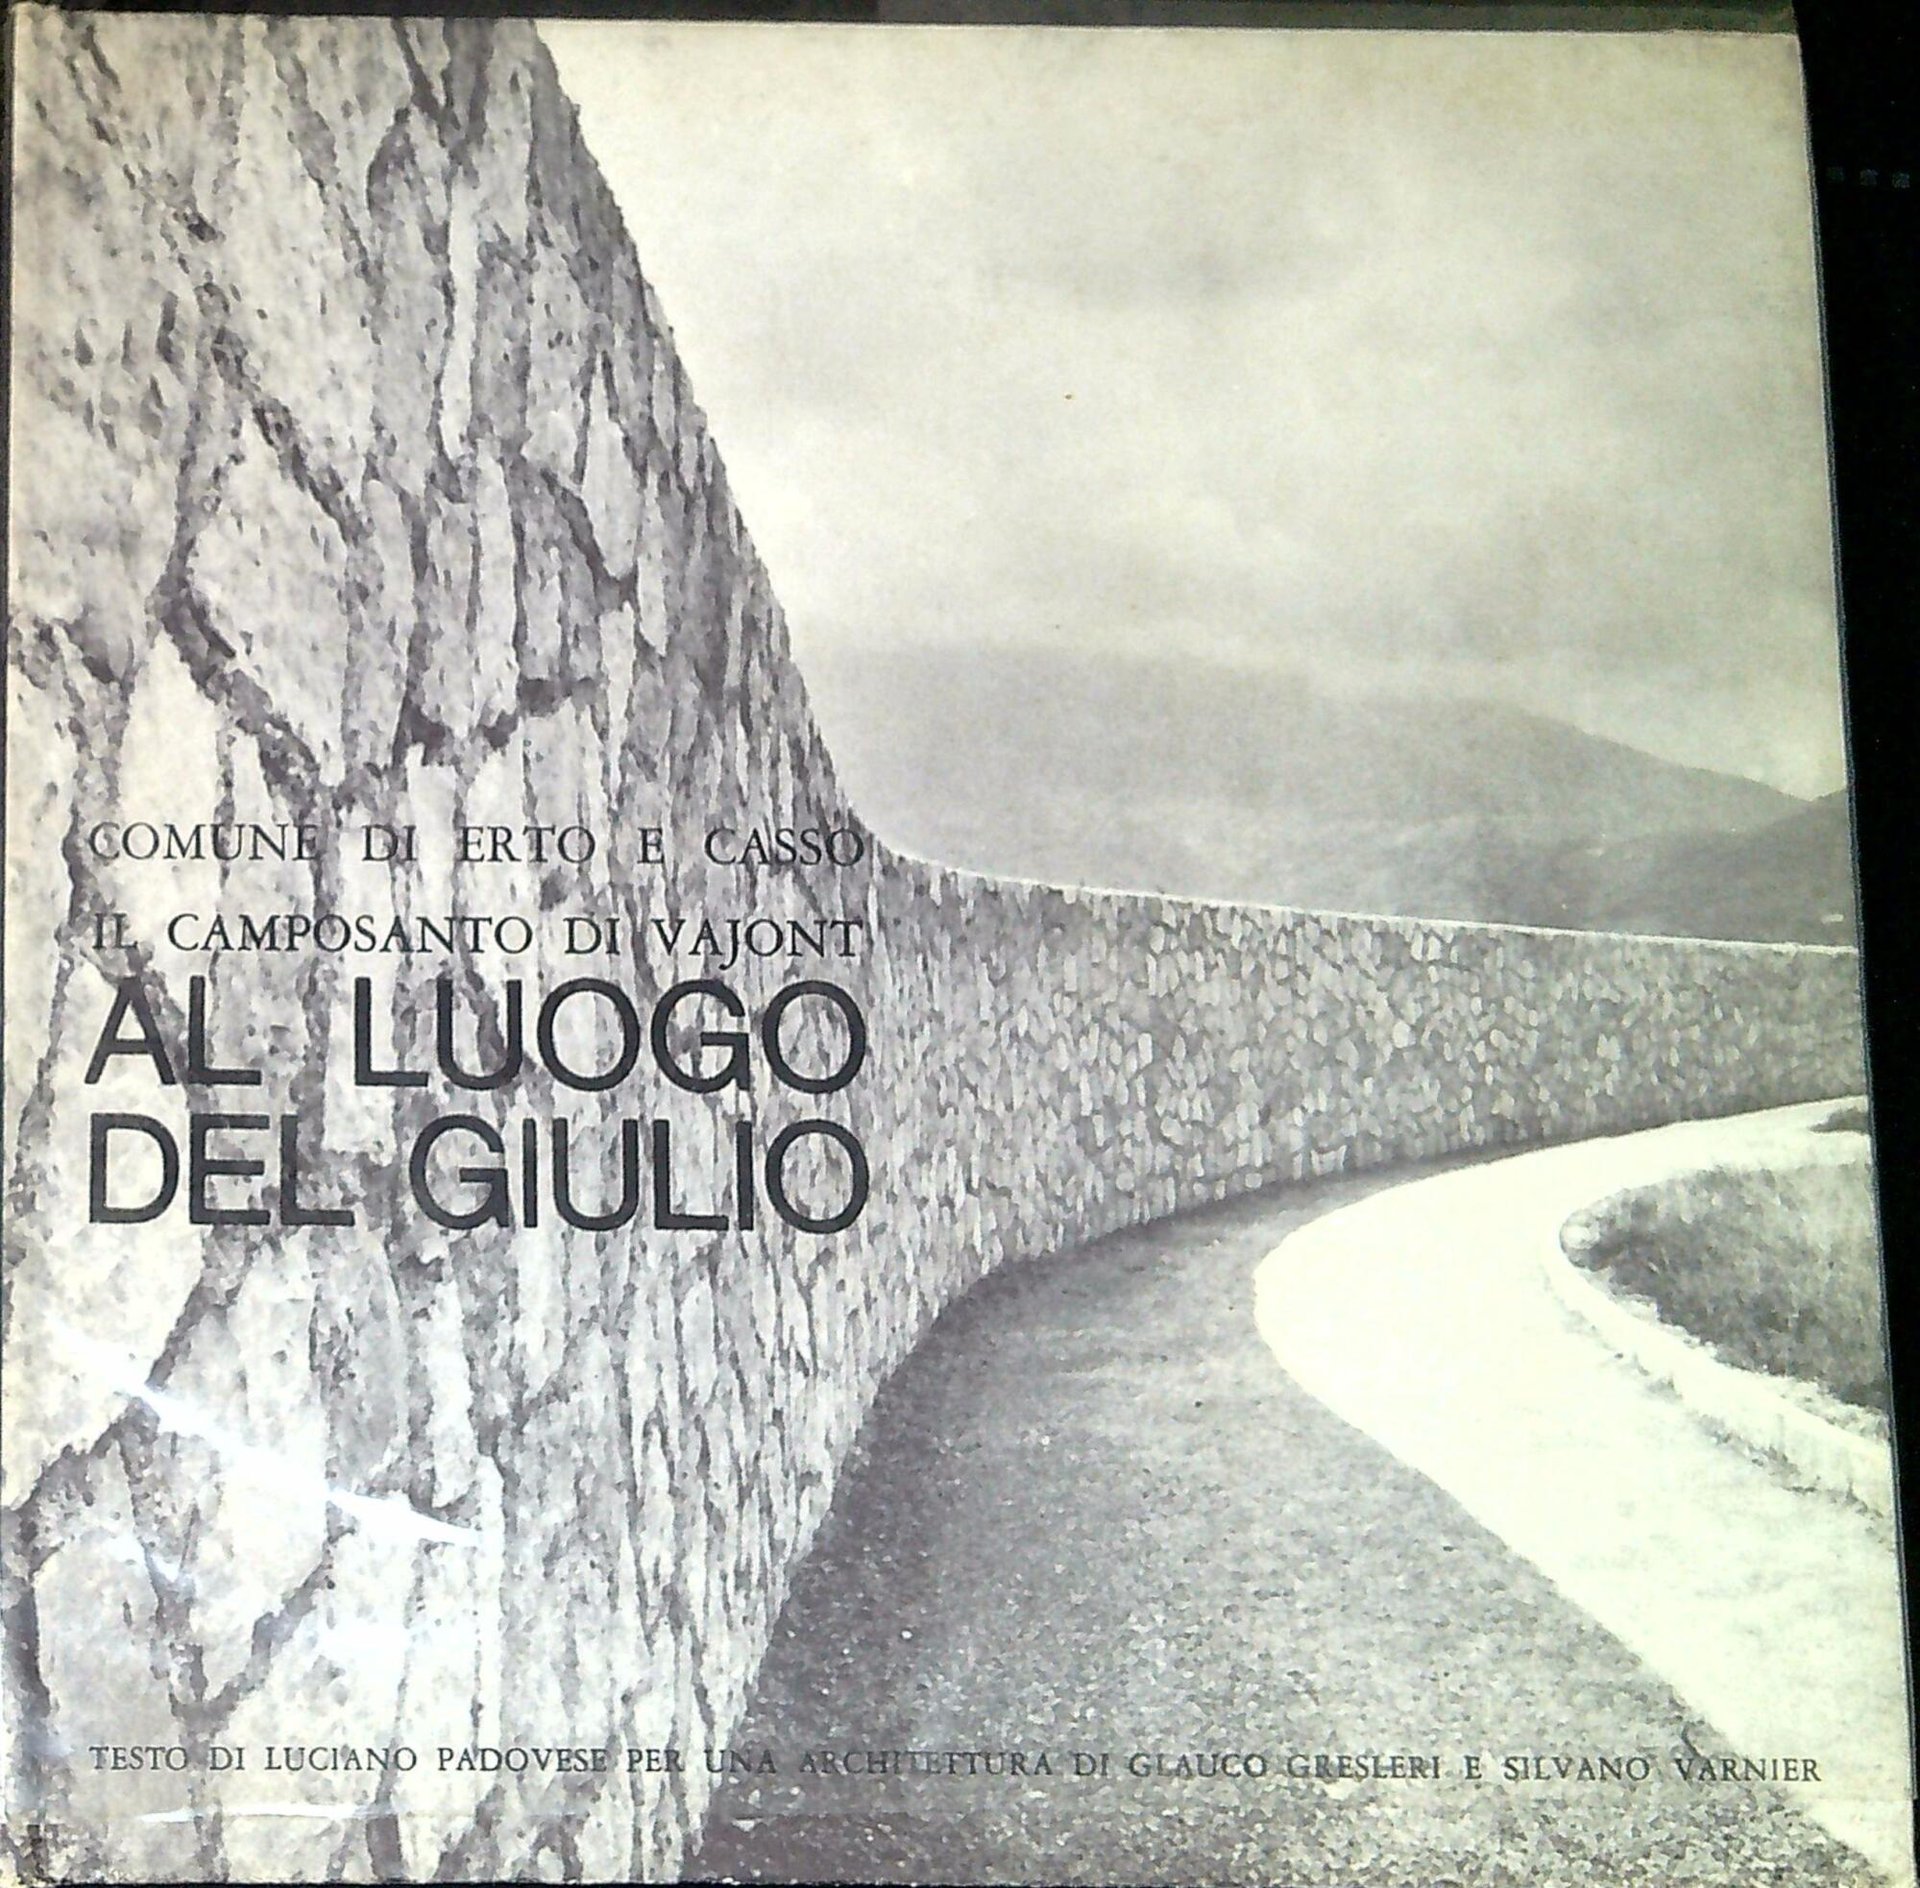 COMUNE DI ERTO E CASSO
IL CAMPOSANTO DI VAJONT
AL LUOGO
DEL GIULIO
TESTO DI LUCIANO PADOVESE PER UNA ARCHITETTURA DI GLAUCO GRESLERI E SILVANO VARNIER